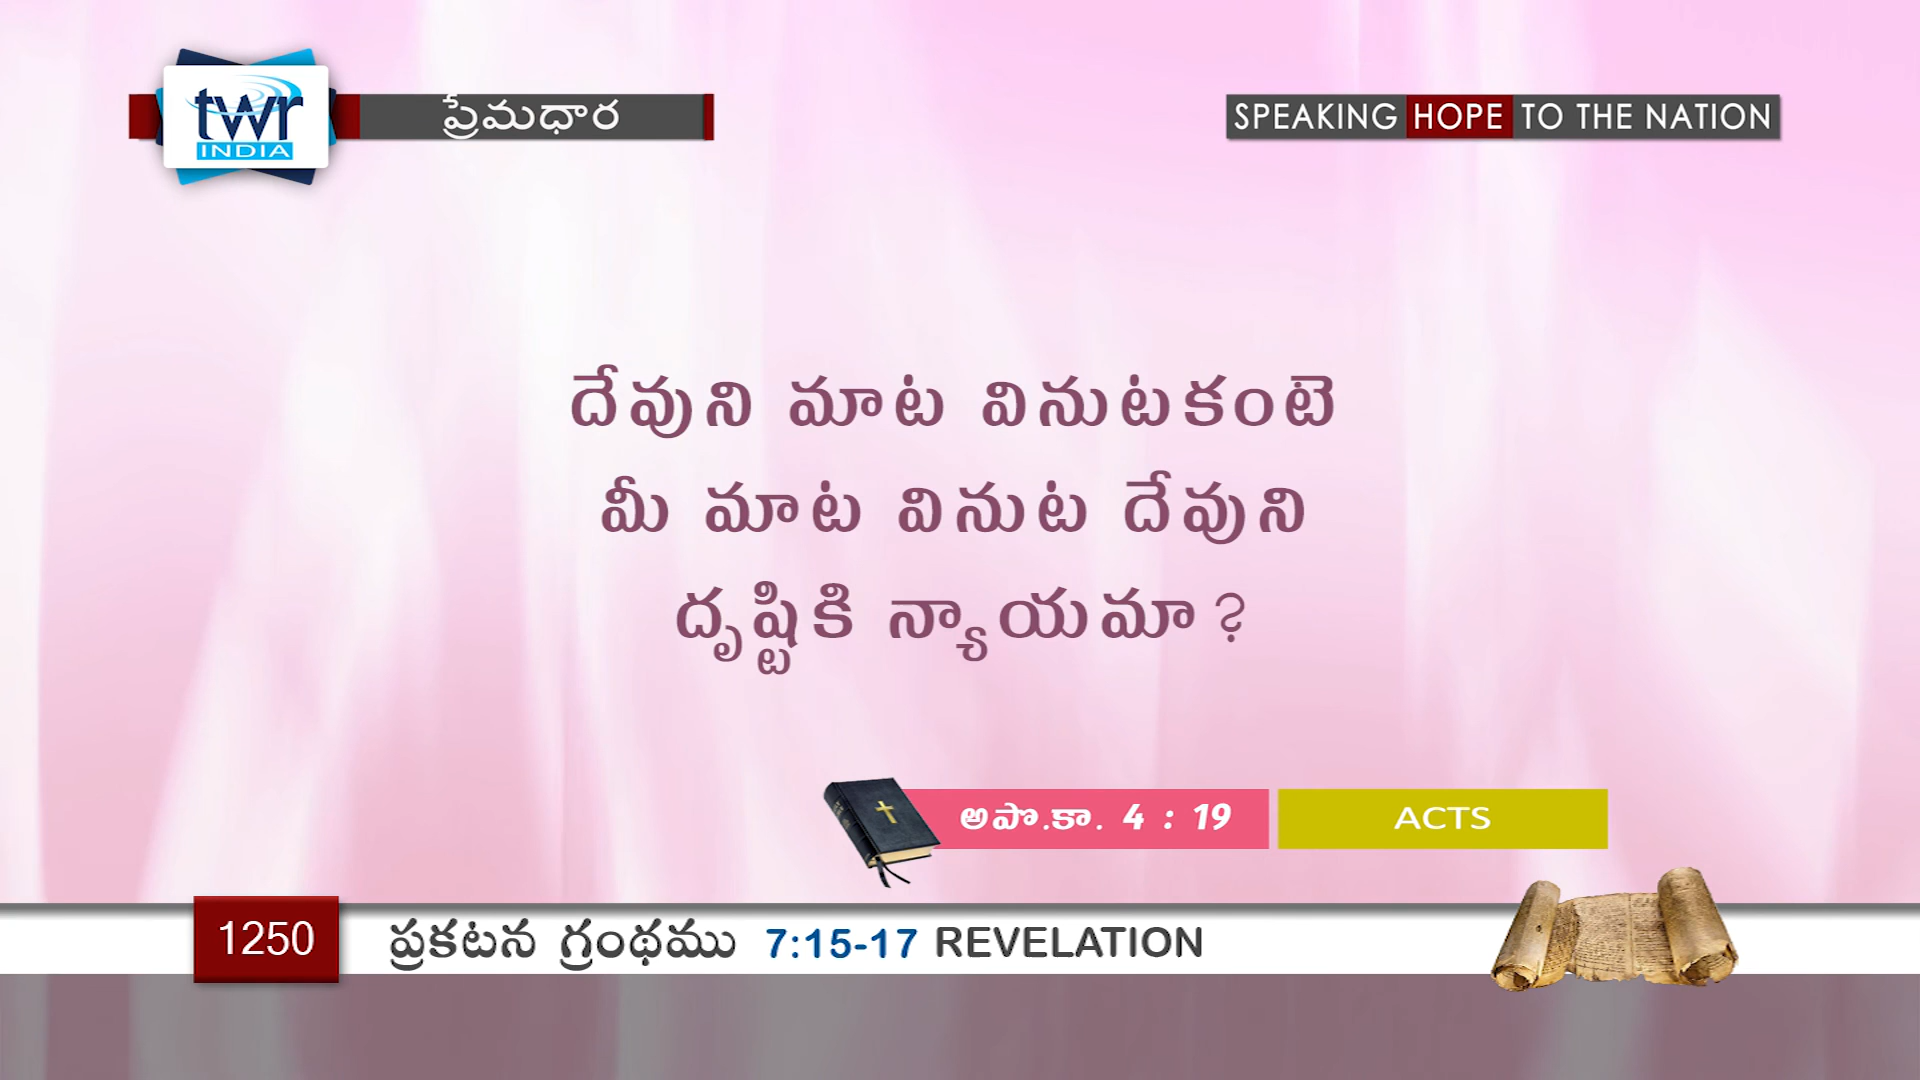 twr
INDIA
ప్రేమధార
SPEAKING HOPE TO THE NATION
దేవుని మాట వినుటకంటె
మీ మాట వినుట దేవుని
దృష్టికి న్యాయమా?
అపొ.కా. 4 : 19
ACTS
1250
ప్రకటన గ్రంథము 7:15-17 REVELATION